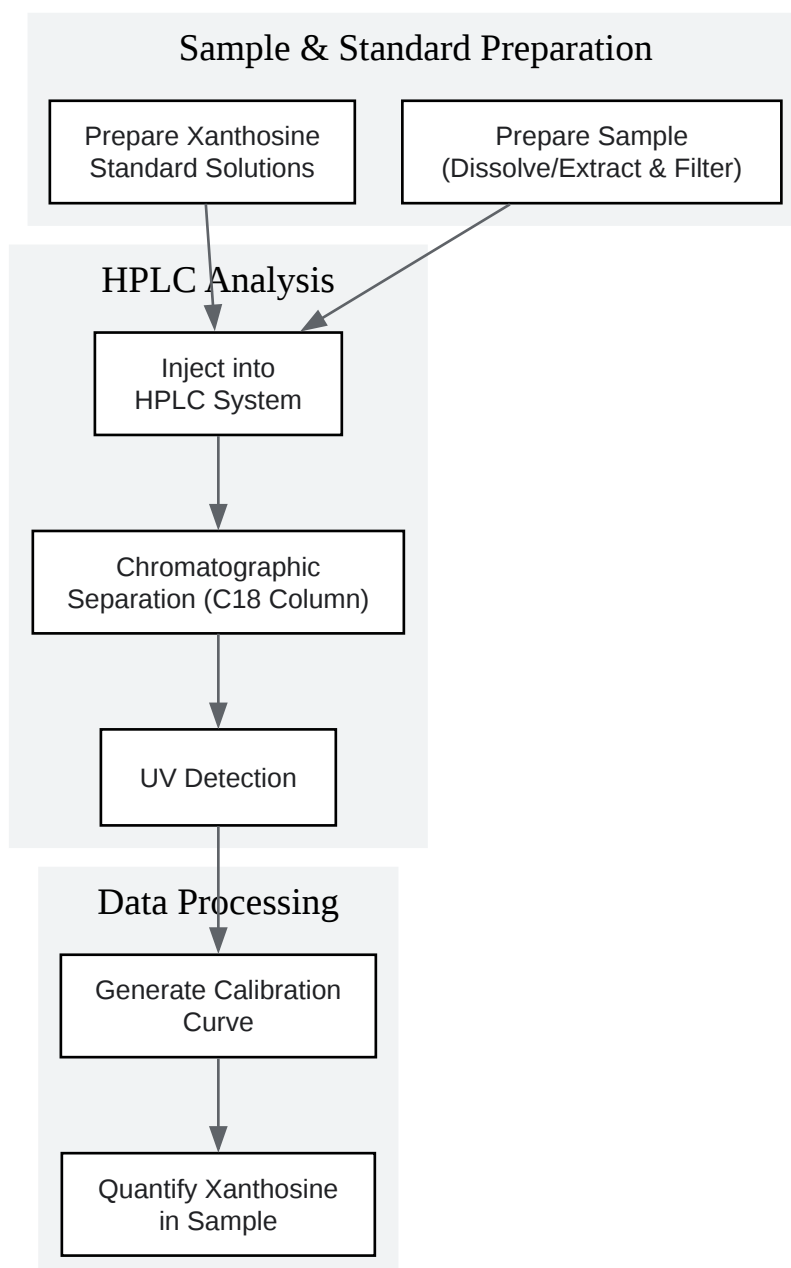 Sample & Standard Preparation
Prepare Xanthosine
Standard Solutions
Prepare Sample
(Dissolve/Extract & Filter)
HPLC Analysis
Inject into
HPLC System
Chromatographic
Separation (C18 Column)
UV Detection
Data Processing
Generate Calibration
Curve
Quantify Xanthosine
in Sample